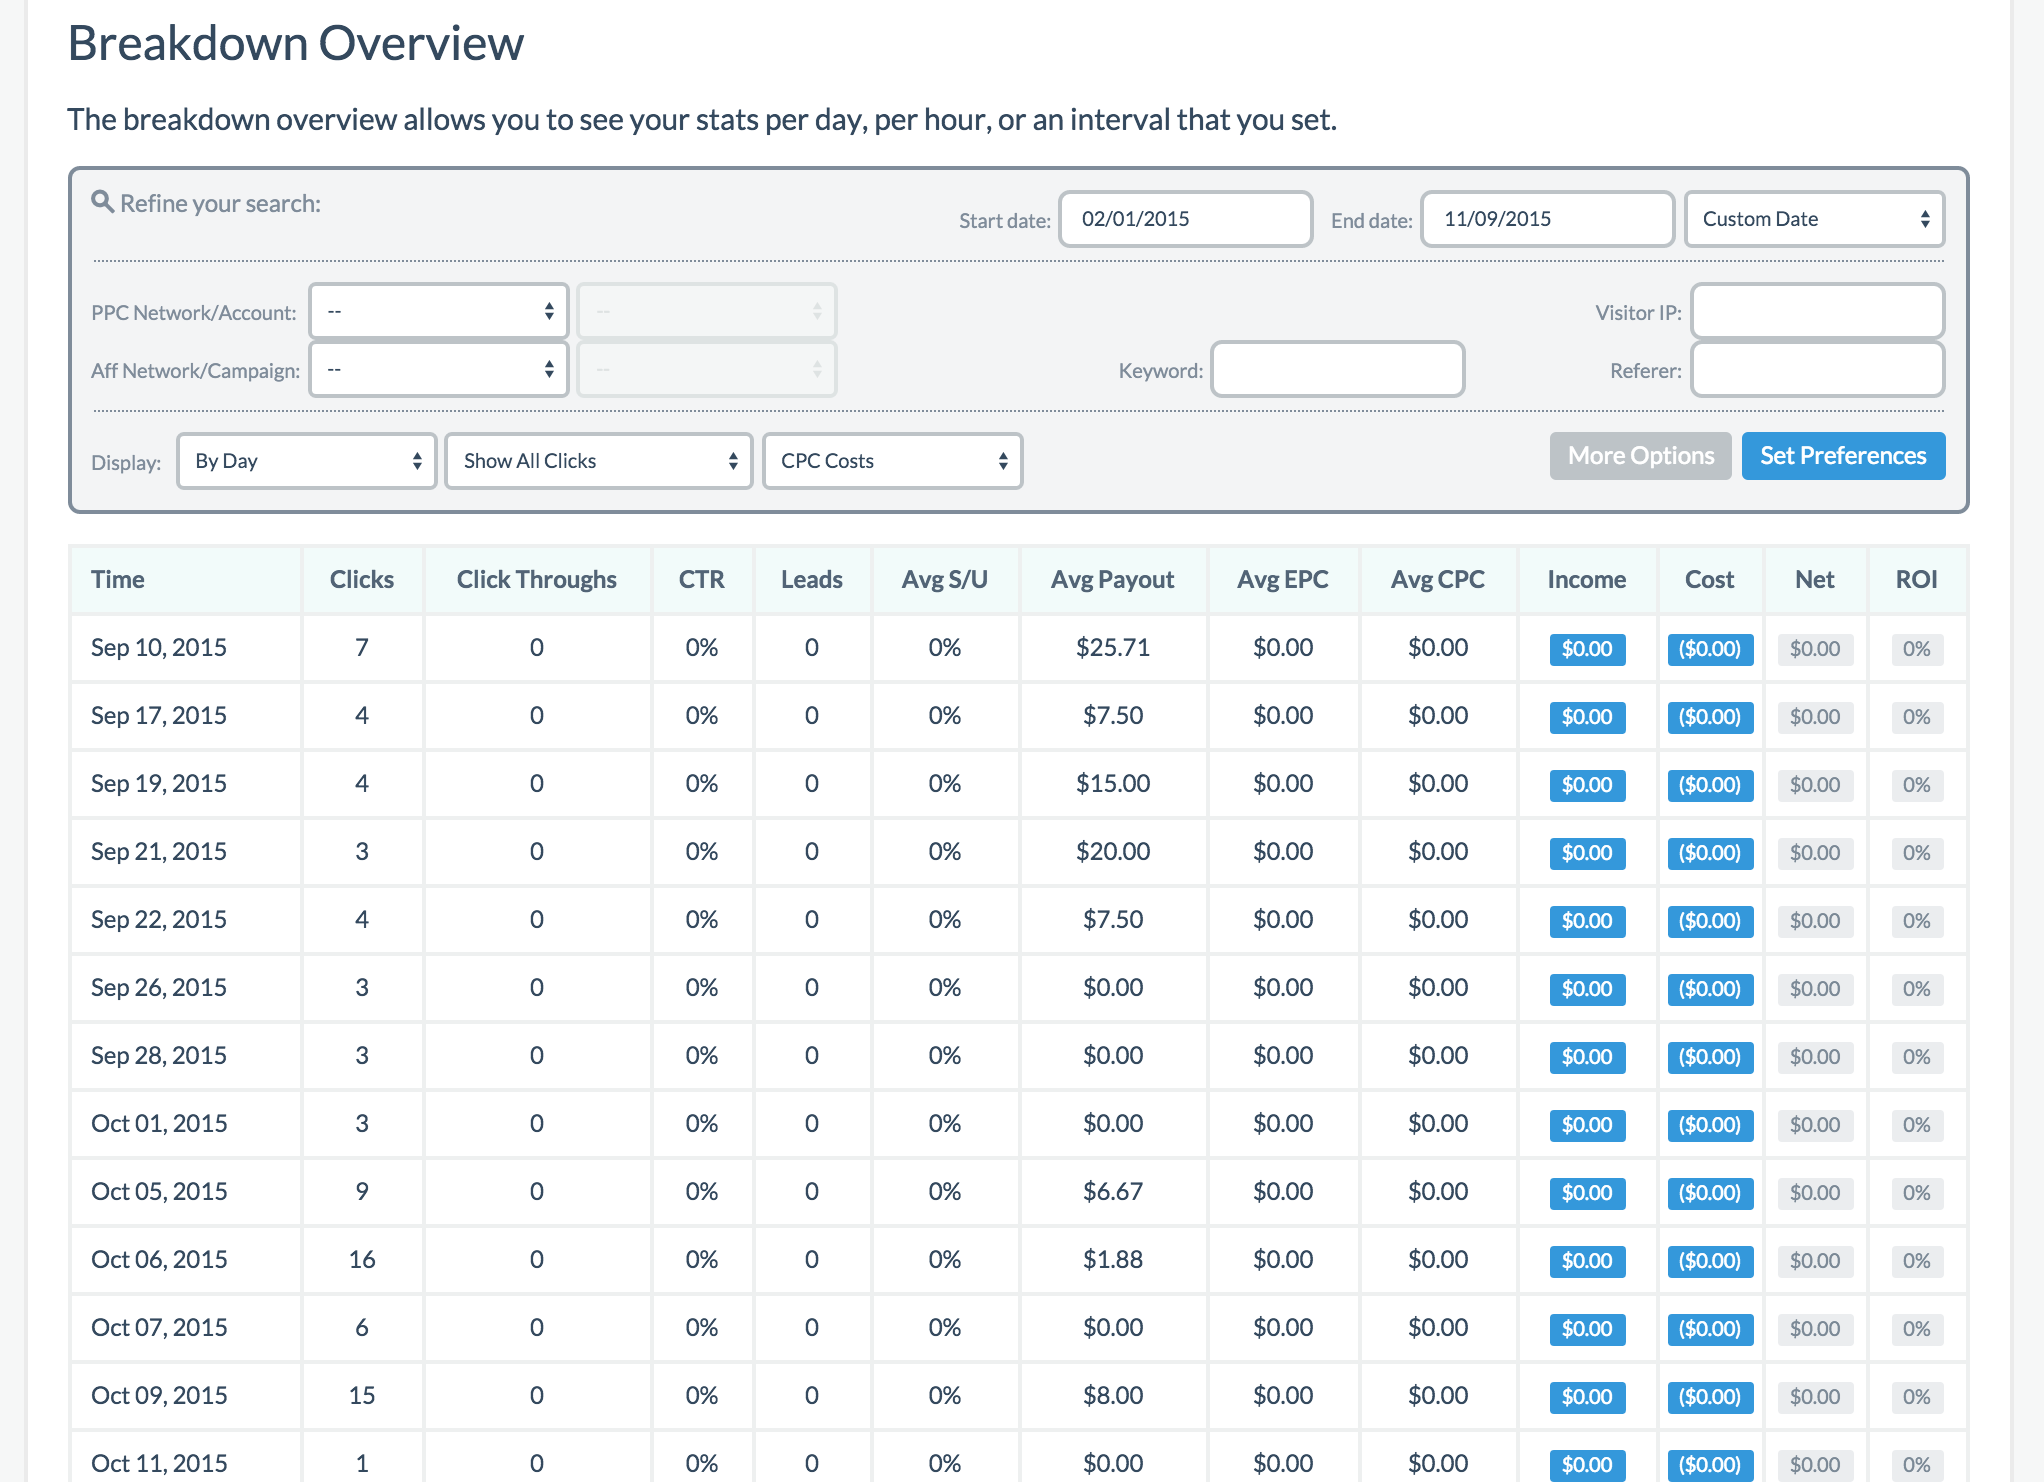 Breakdown Overview
The breakdown overview allows you to see your stats per day, per hour, or an interval that you set.
Refine your search: Start date: 02/01/2015 End date: 11/09/2015 Custom Date
PPC Network/Account: -- -- Visitor IP:
Aff Network/Campaign: -- -- Keyword: Referer:
Display: By Day Show All Clicks CPC Costs More Options Set Preferences
Time Clicks Click Throughs CTR Leads Avg S/U Avg Payout Avg EPC Avg CPC Income Cost Net ROI
Sep 10, 2015 7 0 0% 0 0% $25.71 $0.00 $0.00 $0.00 ($0.00) $0.00 0%
Sep 17, 2015 4 0 0% 0 0% $7.50 $0.00 $0.00 $0.00 ($0.00) $0.00 0%
Sep 19, 2015 4 0 0% 0 0% $15.00 $0.00 $0.00 $0.00 ($0.00) $0.00 0%
Sep 21, 2015 3 0 0% 0 0% $20.00 $0.00 $0.00 $0.00 ($0.00) $0.00 0%
Sep 22, 2015 4 0 0% 0 0% $7.50 $0.00 $0.00 $0.00 ($0.00) $0.00 0%
Sep 26, 2015 3 0 0% 0 0% $0.00 $0.00 $0.00 $0.00 ($0.00) $0.00 0%
Sep 28, 2015 3 0 0% 0 0% $0.00 $0.00 $0.00 $0.00 ($0.00) $0.00 0%
Oct 01, 2015 3 0 0% 0 0% $0.00 $0.00 $0.00 $0.00 ($0.00) $0.00 0%
Oct 05, 2015 9 0 0% 0 0% $6.67 $0.00 $0.00 $0.00 ($0.00) $0.00 0%
Oct 06, 2015 16 0 0% 0 0% $1.88 $0.00 $0.00 $0.00 ($0.00) $0.00 0%
Oct 07, 2015 6 0 0% 0 0% $0.00 $0.00 $0.00 $0.00 ($0.00) $0.00 0%
Oct 09, 2015 15 0 0% 0 0% $8.00 $0.00 $0.00 $0.00 ($0.00) $0.00 0%
Oct 11, 2015 1 0 0% 0 0% $0.00 $0.00 $0.00 $0.00 ($0.00) $0.00 0%